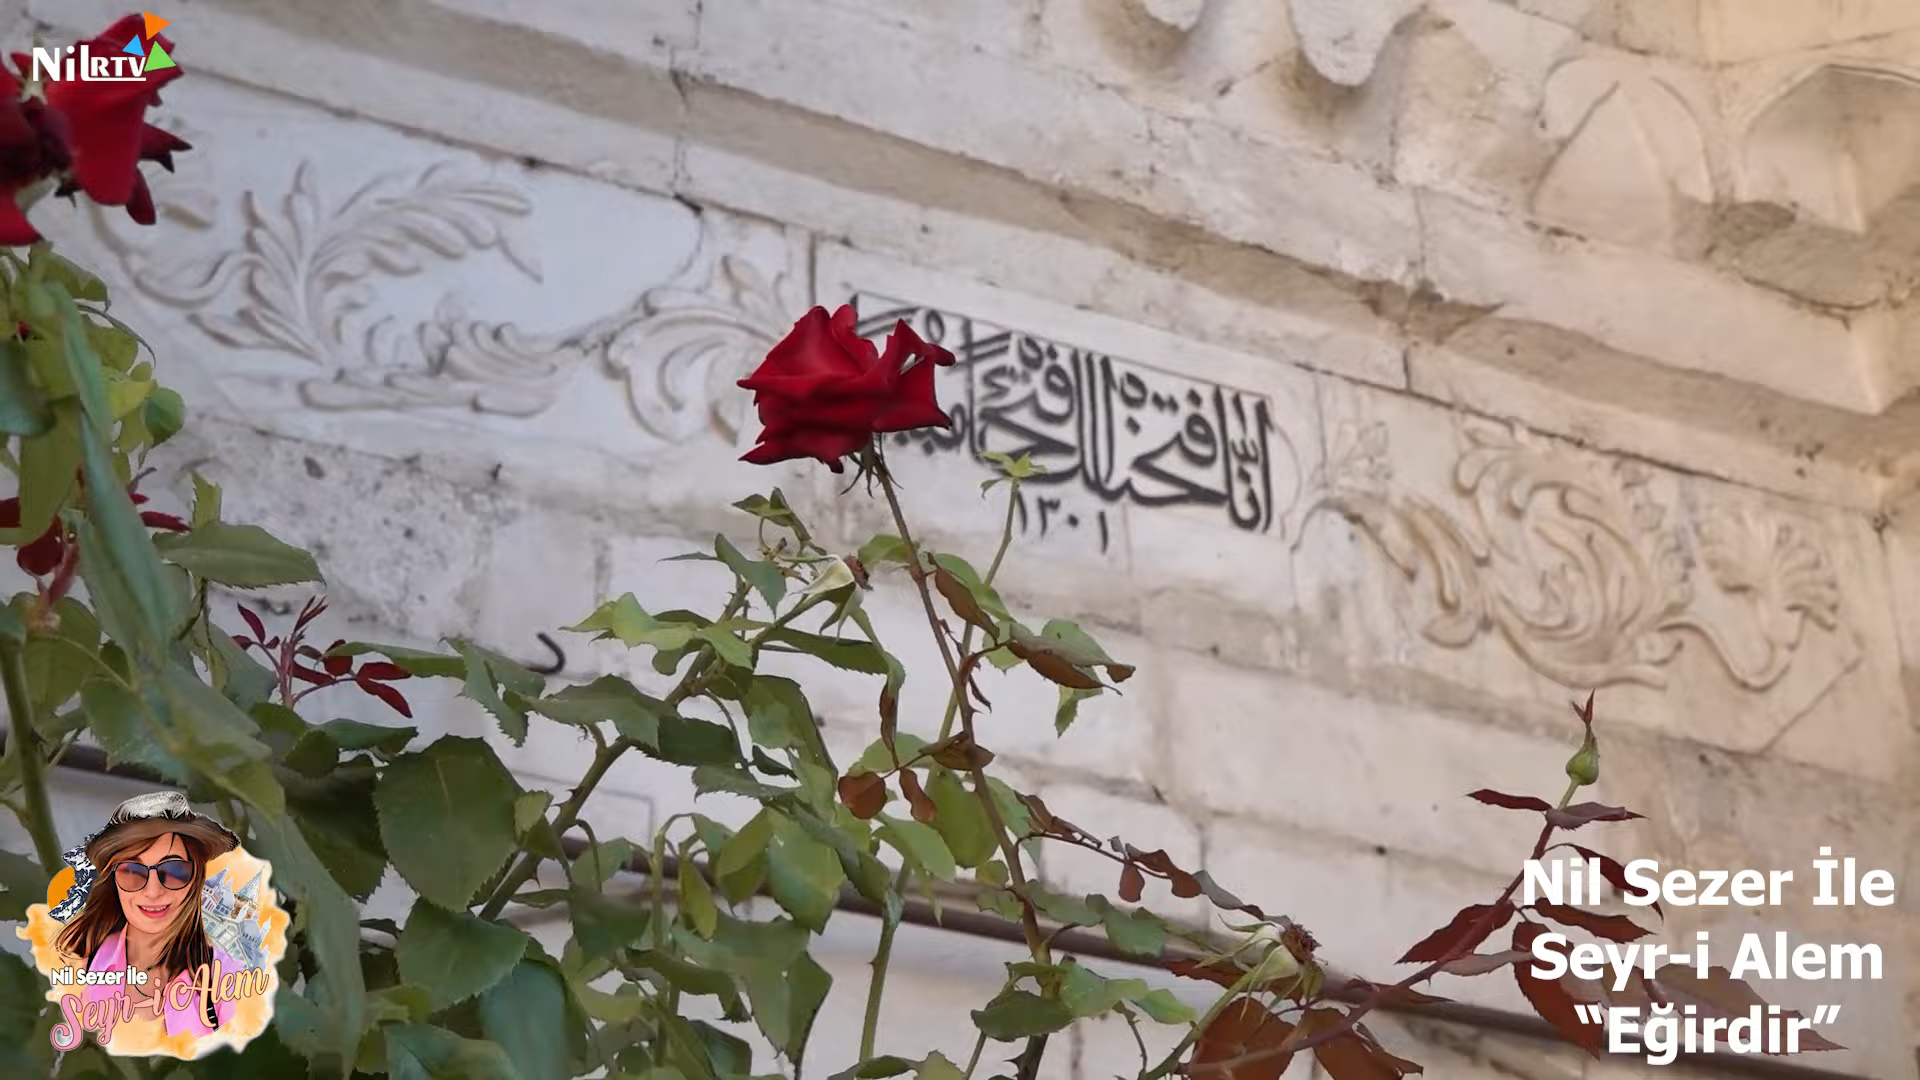 NiLRTV
انا فتحنا لك فتحا مبينا
١٣٠١
Nil Sezer İle
Seyr-i Alem
Nil Sezer İle
Seyr-i Alem
“Eğirdir”